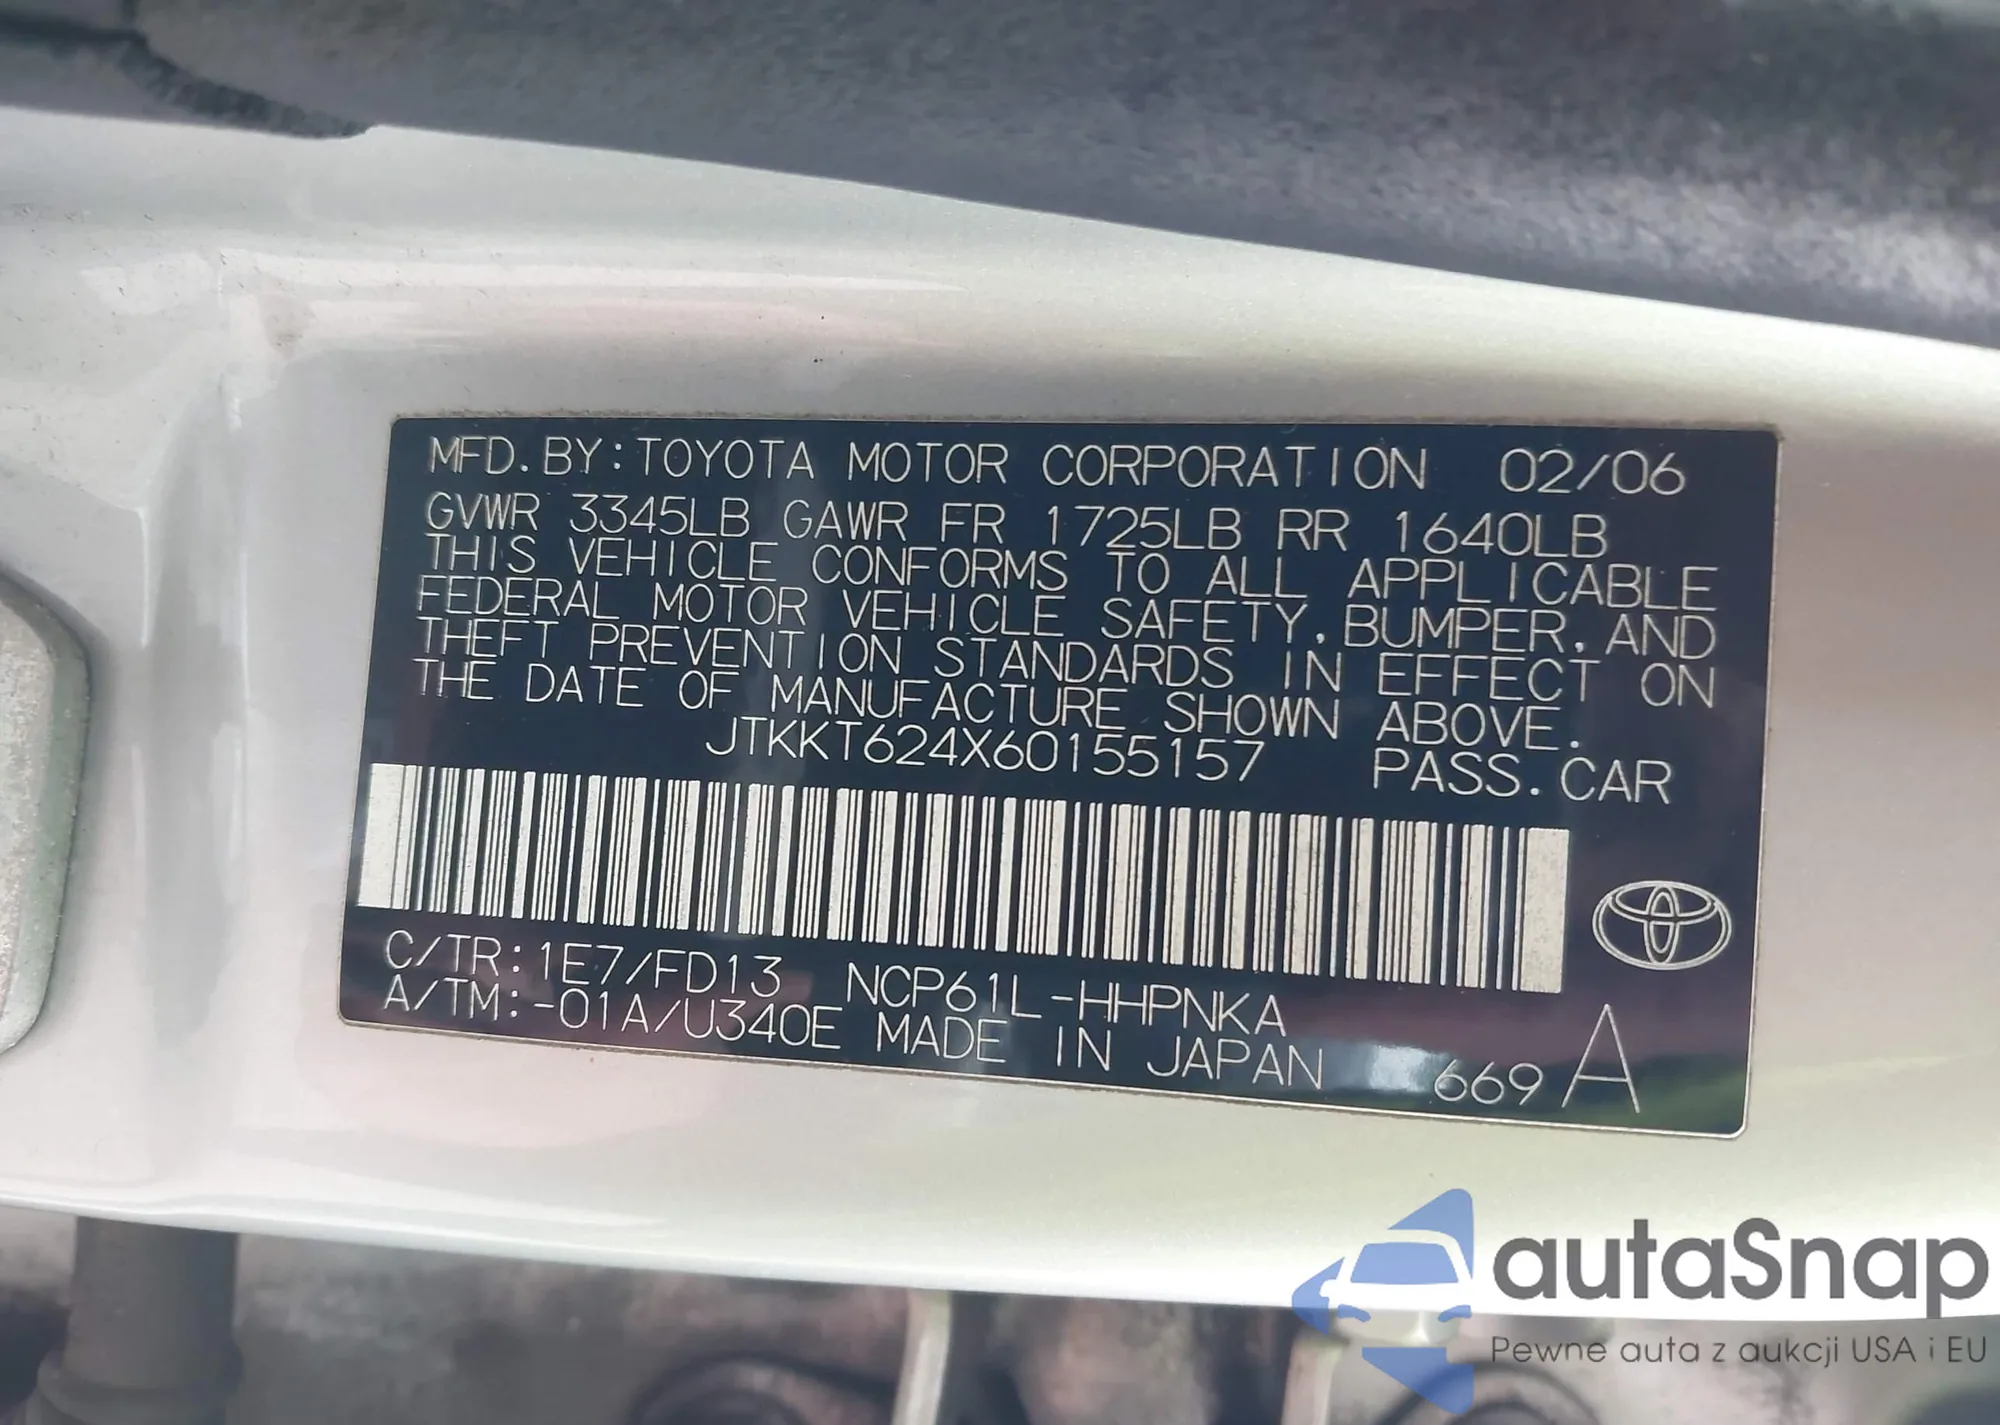 MFD.BY:TOYOTA MOTOR CORPORATION 02/06
GVWR 3345LB GAWR FR 1725LB RR 1640LB
THIS VEHICLE CONFORMS TO ALL APPLICABLE
FEDERAL MOTOR VEHICLE SAFETY, BUMPER, AND
THEFT PREVENTION STANDARDS IN EFFECT ON
THE DATE OF MANUFACTURE SHOWN ABOVE.
JTKKT624X60155157 PASS.CAR
C/TR:1E7/FD13 NCP61L-HHPNKA
A/TM:-01A/U340E MADE IN JAPAN 669 A
autaSnap
Pewne auta z aukcji USA i EU